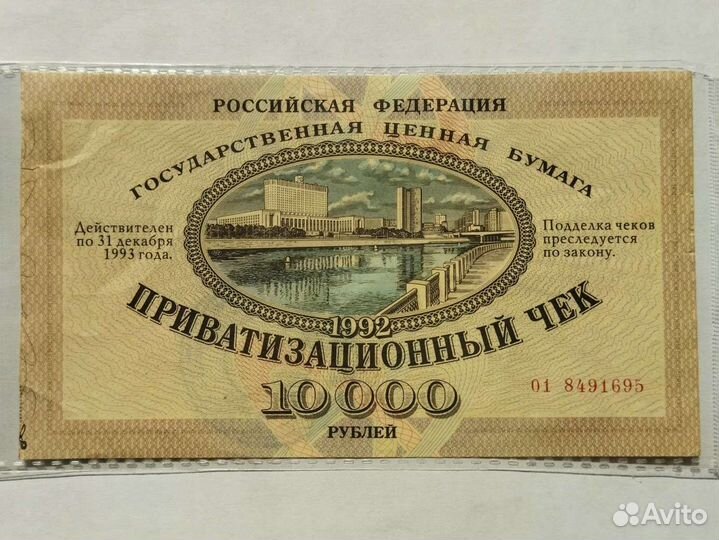 РОССИЙСКАЯ ФЕДЕРАЦИЯ
ГОСУДАРСТВЕННАЯ ЦЕННАЯ БУМАГА
Действителен
по 31 декабря
1993 года.
Подделка чеков
преследуется
по закону.
1992
ПРИВАТИЗАЦИОННЫЙ ЧЕК
10000
РУБЛЕЙ
01 8491695
Avito